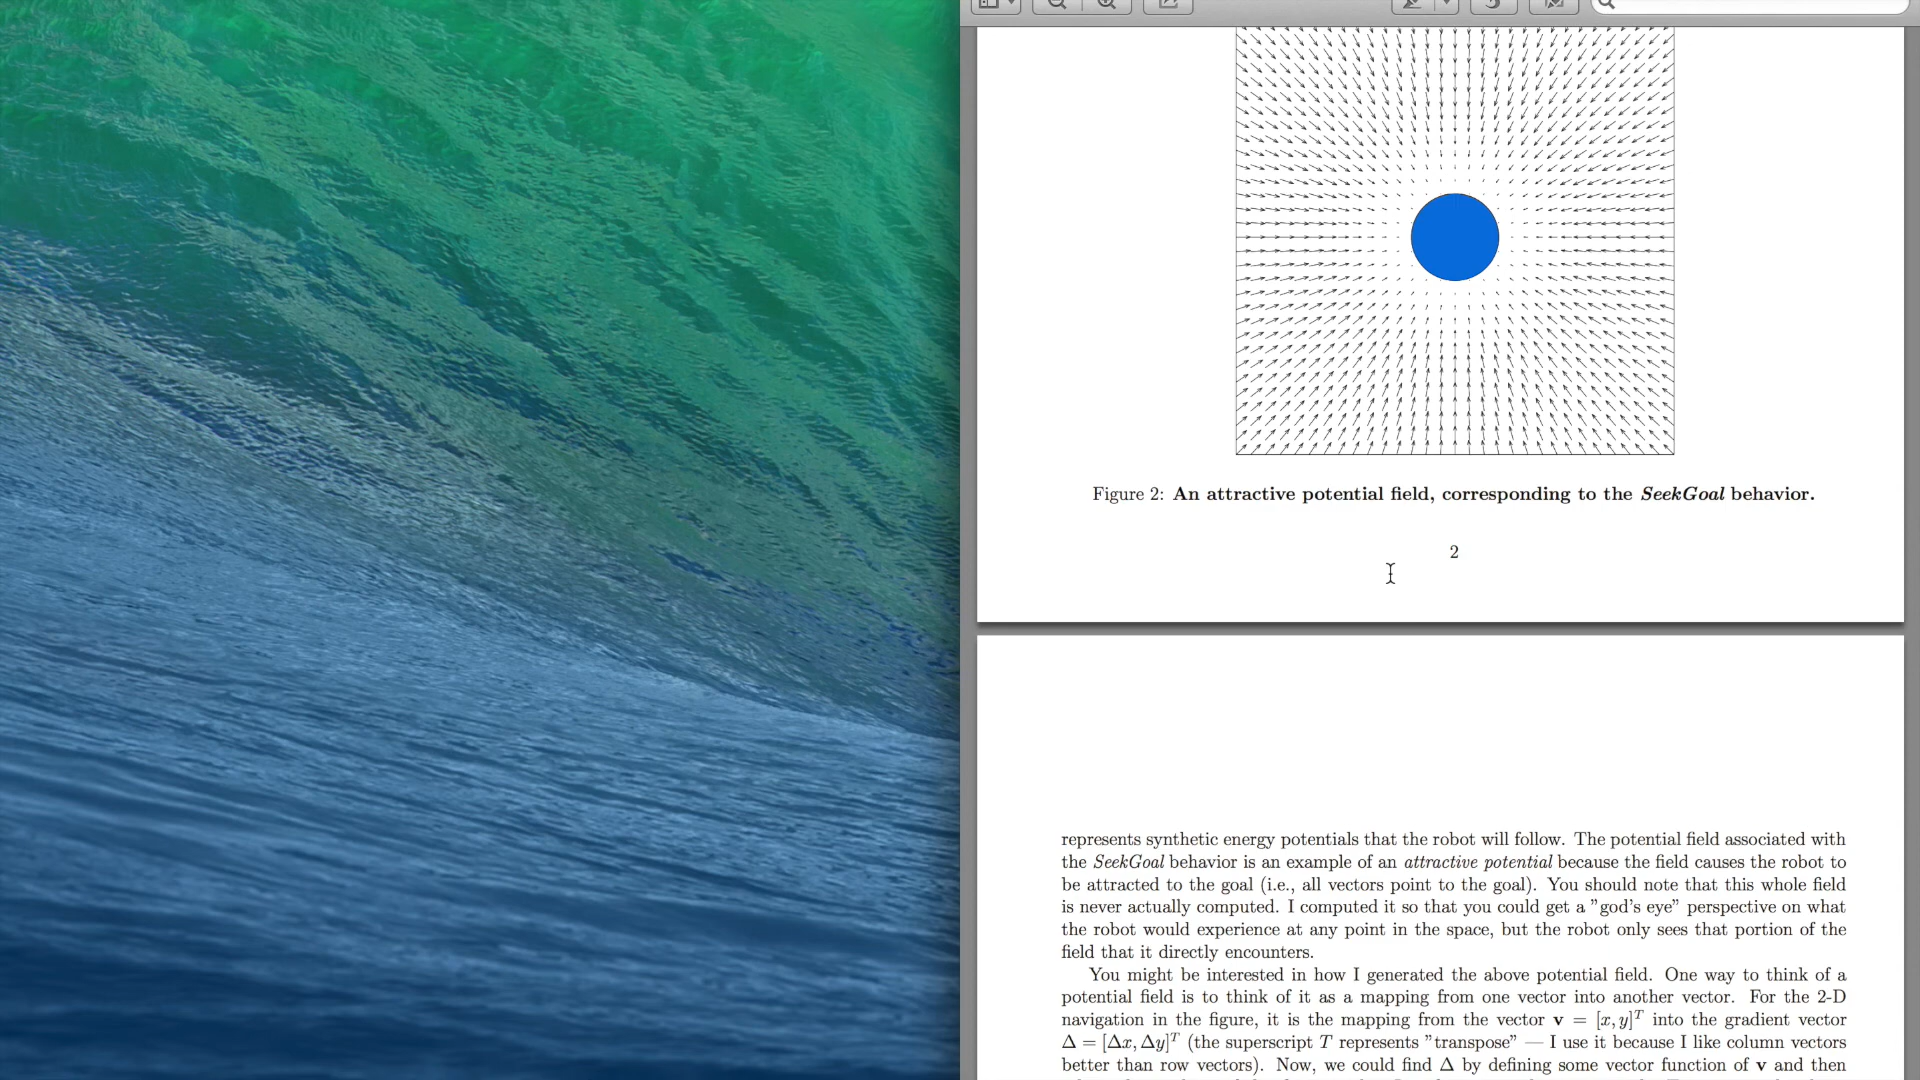 Figure 2: An attractive potential field, corresponding to the SeekGoal behavior.
2
represents synthetic energy potentials that the robot will follow. The potential field associated with
the SeekGoal behavior is an example of an attractive potential because the field causes the robot to
be attracted to the goal (i.e., all vectors point to the goal). You should note that this whole field
is never actually computed. I computed it so that you could get a ”god’s eye” perspective on what
the robot would experience at any point in the space, but the robot only sees that portion of the
field that it directly encounters.
You might be interested in how I generated the above potential field. One way to think of a
potential field is to think of it as a mapping from one vector into another vector. For the 2-D
navigation in the figure, it is the mapping from the vector v = [x, y]^T into the gradient vector
Δ = [Δx, Δy]^T (the superscript T represents ”transpose” — I use it because I like column vectors
better than row vectors). Now, we could find Δ by defining some vector function of v and then